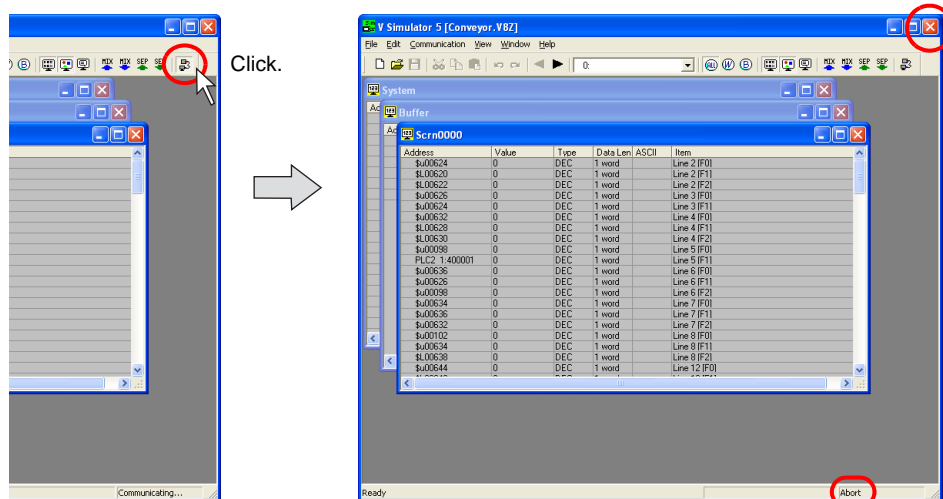 V Simulator 5 [Conveyor.V8Z]
File Edit Communication View Window Help
MIX MIX SEP
Click.
0:
MIX MIX SEP SEP
System
Buffer
Scrn0000
Address Value Type Data Len ASCII Item
$u00624 0 DEC 1 word Line 2 [F0]
$L00620 0 DEC 1 word Line 2 [F1]
$L00622 0 DEC 1 word Line 2 [F2]
$u00626 0 DEC 1 word Line 3 [F0]
$u00624 0 DEC 1 word Line 3 [F1]
$u00632 0 DEC 1 word Line 4 [F0]
$L00628 0 DEC 1 word Line 4 [F1]
$L00630 0 DEC 1 word Line 4 [F2]
$u00098 0 DEC 1 word Line 5 [F0]
PLC2 1:400001 0 DEC 1 word Line 5 [F1]
$u00636 0 DEC 1 word Line 6 [F0]
$u00626 0 DEC 1 word Line 6 [F1]
$u00098 0 DEC 1 word Line 6 [F2]
$u00634 0 DEC 1 word Line 7 [F0]
$u00636 0 DEC 1 word Line 7 [F1]
$u00632 0 DEC 1 word Line 7 [F2]
$u00102 0 DEC 1 word Line 8 [F0]
$u00634 0 DEC 1 word Line 8 [F1]
$L00638 0 DEC 1 word Line 8 [F2]
$u00644 0 DEC 1 word Line 12 [F0]
Communicating...
Ready
Abort